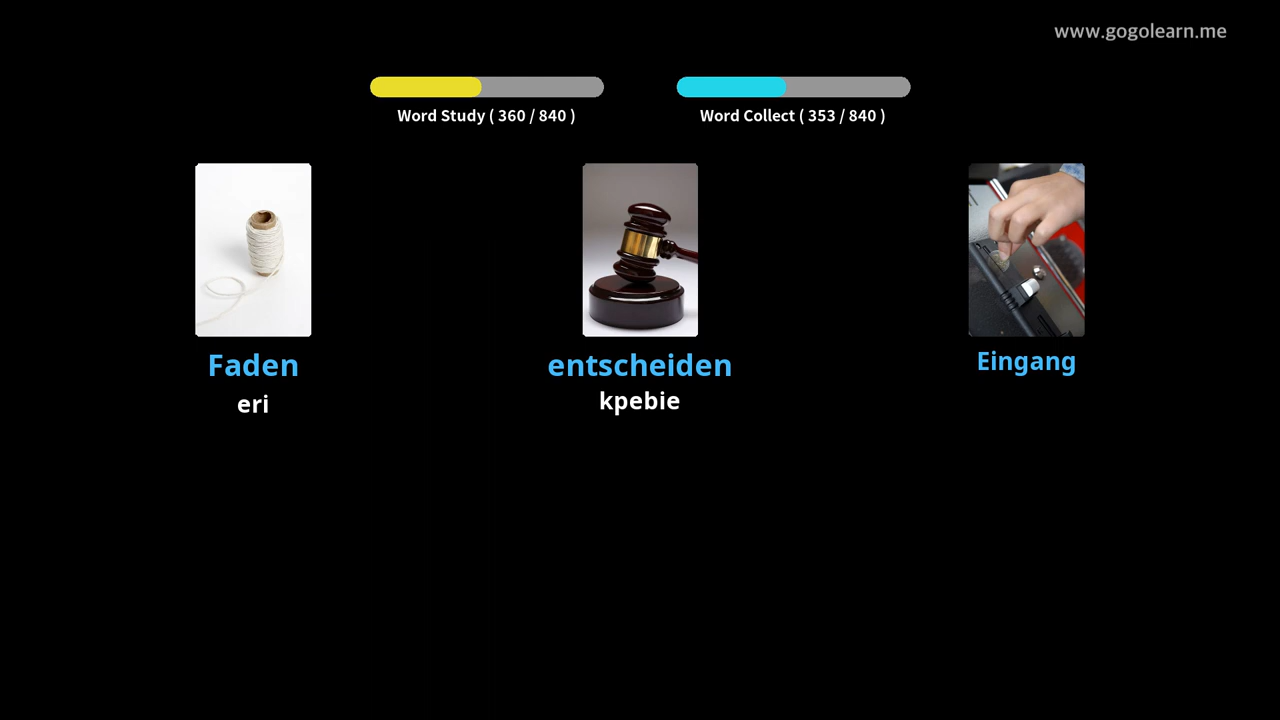 www.gogolearn.me
Word Study ( 360 / 840 )
Word Collect ( 353 / 840 )
Faden
eri
entscheiden
kpebie
Eingang